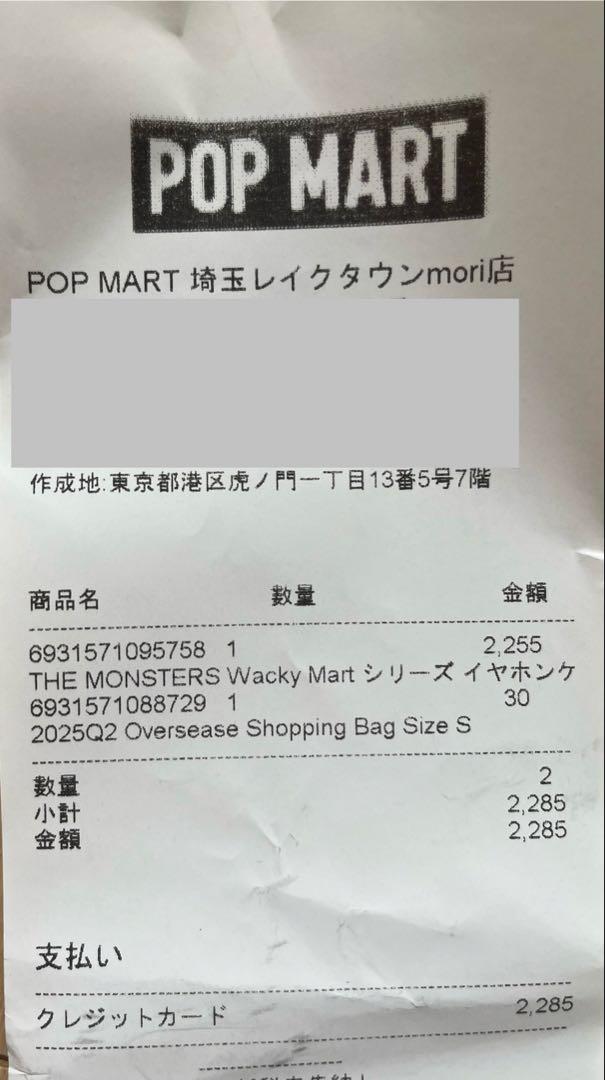 POP MART
POP MART 埼玉レイクタウンmori店
作成地:東京都港区虎ノ門一丁目13番5号7階
商品名 数量 金額
6931571095758 1 2,255
THE MONSTERS Wacky Mart シリーズ イヤホンケ
6931571088729 1 30
2025Q2 Oversease Shopping Bag Size S
数量 2
小計 2,285
金額 2,285
支払い
クレジットカード 2,285